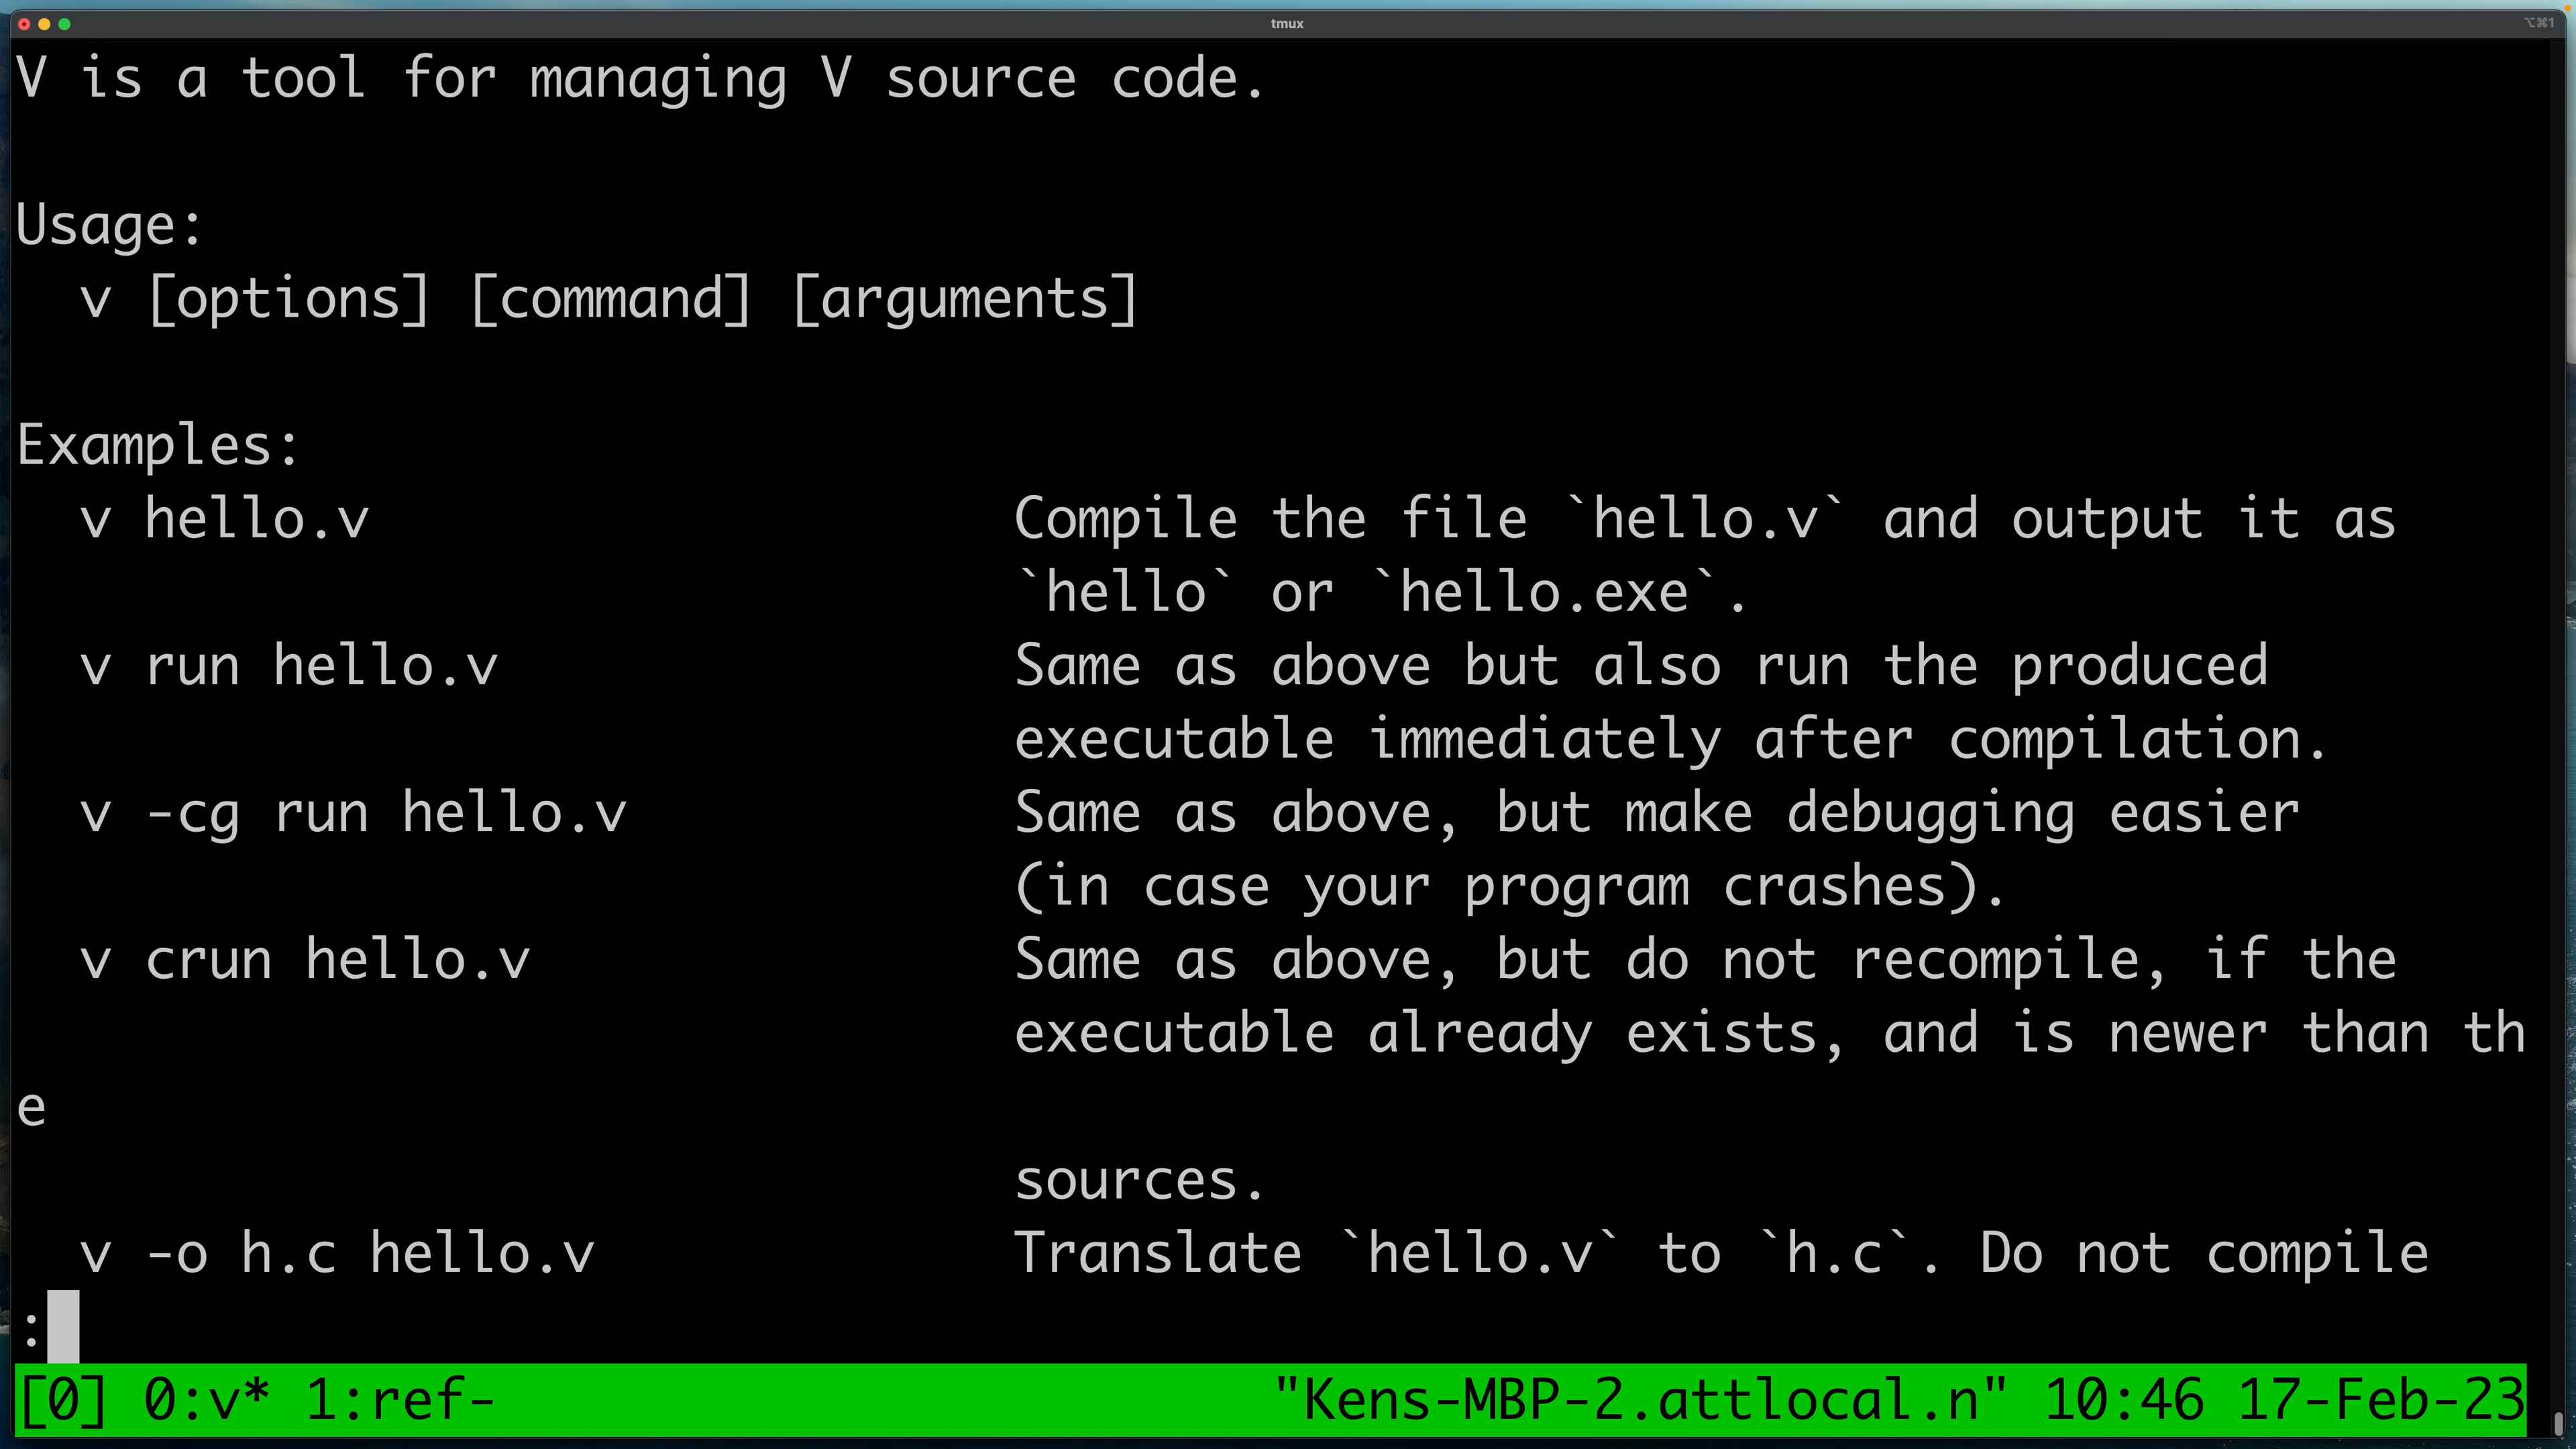 tmux
⌥⌘1
V is a tool for managing V source code.
Usage:
  v [options] [command] [arguments]
Examples:
  v hello.v                    Compile the file `hello.v` and output it as
                               `hello` or `hello.exe`.
  v run hello.v                Same as above but also run the produced
                               executable immediately after compilation.
  v -cg run hello.v            Same as above, but make debugging easier
                               (in case your program crashes).
  v crun hello.v               Same as above, but do not recompile, if the
                               executable already exists, and is newer than th
e
                               sources.
  v -o h.c hello.v             Translate `hello.v` to `h.c`. Do not compile
:
[0] 0:v* 1:ref-                        "Kens-MBP-2.attlocal.n" 10:46 17-Feb-23